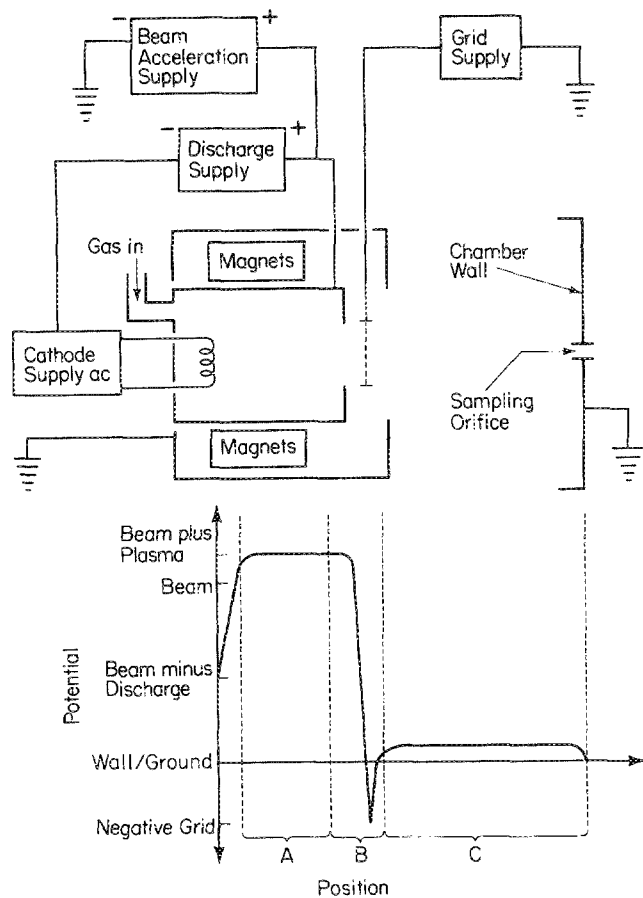 - +
Beam
Acceleration
Supply
Grid
Supply
- +
Discharge
Supply
Gas in
Magnets
Chamber
Wall
Cathode
Supply ac
Sampling
Orifice
Magnets
Beam plus
Plasma
Beam
Beam minus
Discharge
Potential
Wall/Ground
Negative Grid
A B C
Position